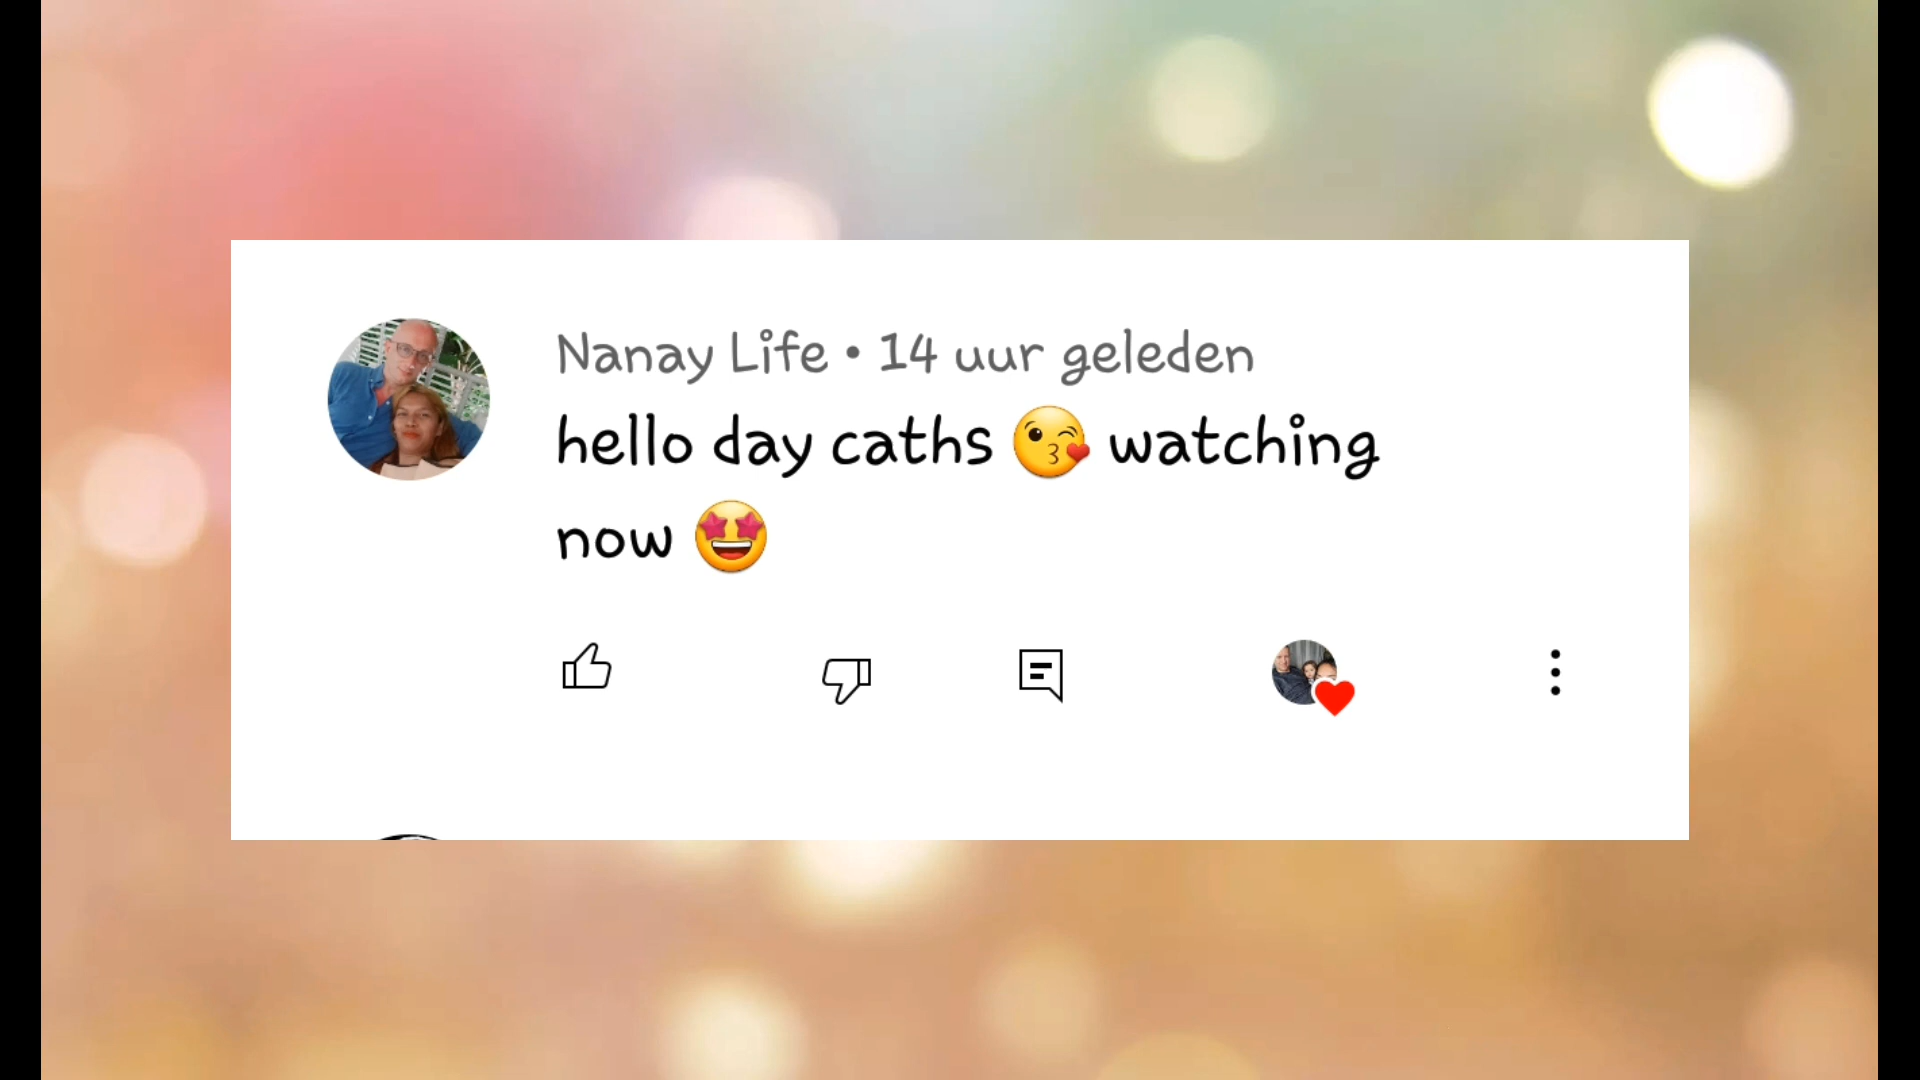 Nanay Life • 14 uur geleden
hello day caths 😘 watching
now 🤩